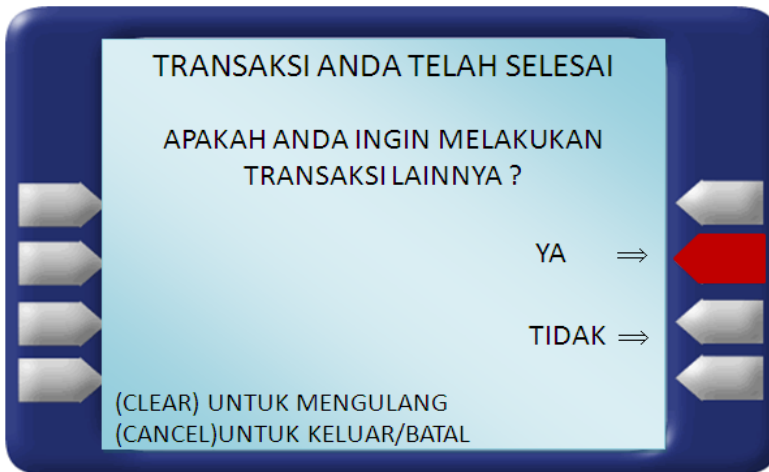 TRANSAKSI ANDA TELAH SELESAI
APAKAH ANDA INGIN MELAKUKAN
TRANSAKSI LAINNYA ?
YA ⇒
TIDAK ⇒
(CLEAR) UNTUK MENGULANG
(CANCEL)UNTUK KELUAR/BATAL